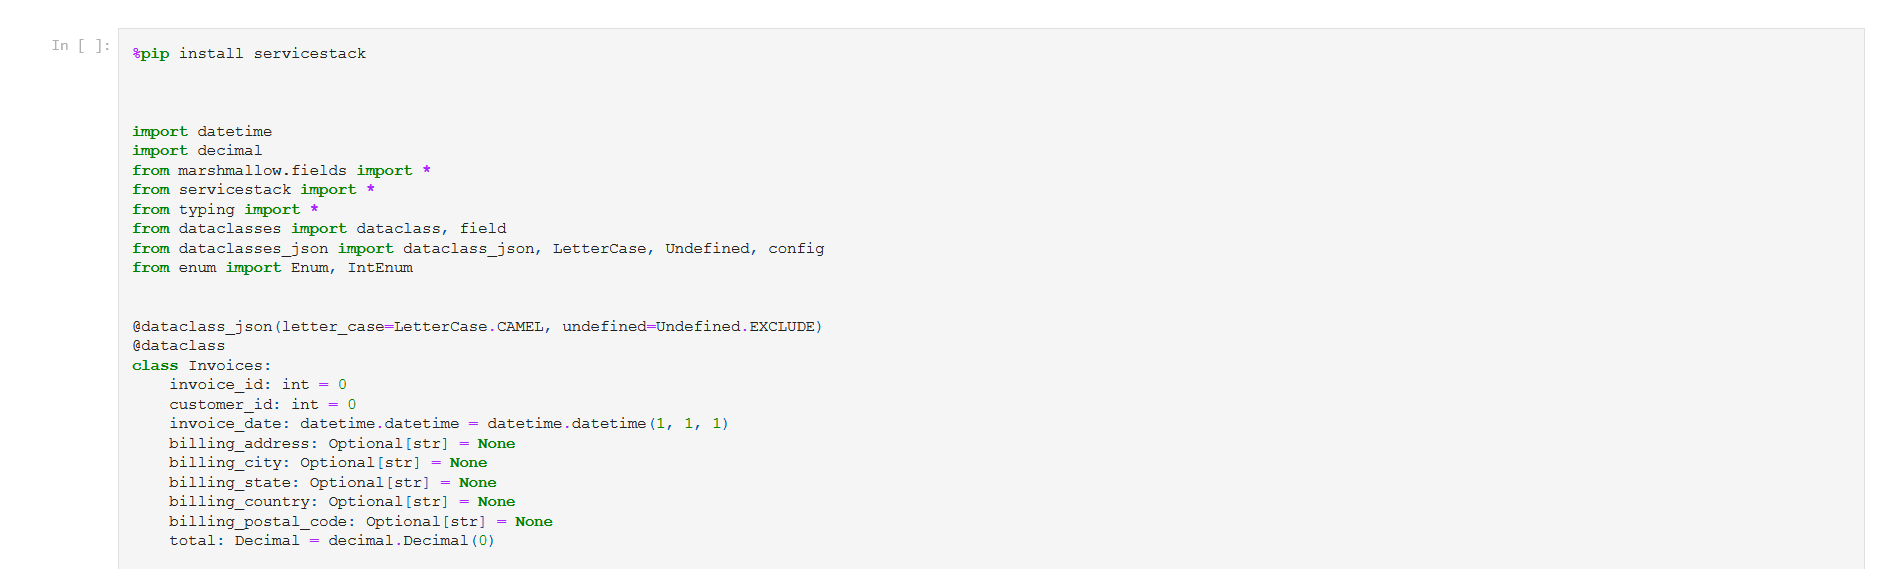 In [ ]:
%pip install servicestack
import datetime
import decimal
from marshmallow.fields import *
from servicestack import *
from typing import *
from dataclasses import dataclass, field
from dataclasses_json import dataclass_json, LetterCase, Undefined, config
from enum import Enum, IntEnum
@dataclass_json(letter_case=LetterCase.CAMEL, undefined=Undefined.EXCLUDE)
@dataclass
class Invoices:
    invoice_id: int = 0
    customer_id: int = 0
    invoice_date: datetime.datetime = datetime.datetime(1, 1, 1)
    billing_address: Optional[str] = None
    billing_city: Optional[str] = None
    billing_state: Optional[str] = None
    billing_country: Optional[str] = None
    billing_postal_code: Optional[str] = None
    total: Decimal = decimal.Decimal(0)